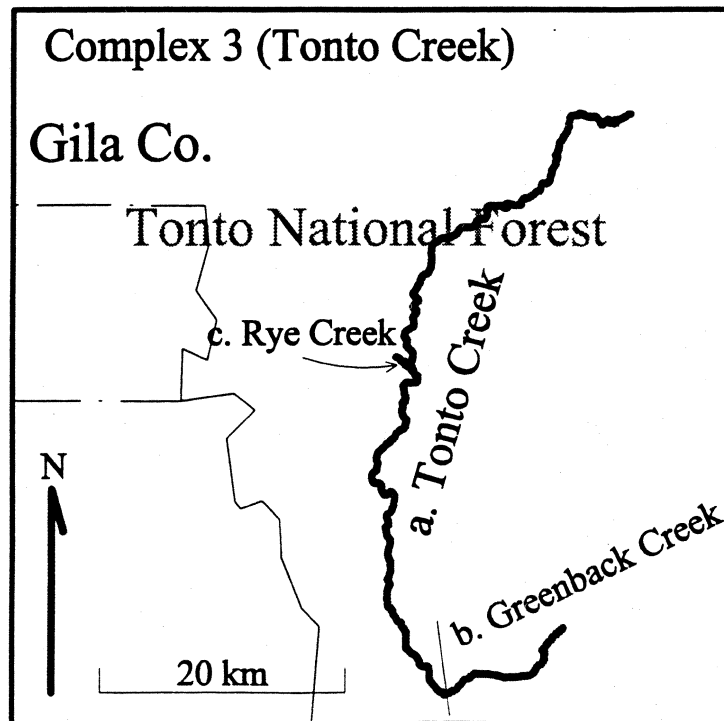 Complex 3 (Tonto Creek)
Gila Co.
Tonto National Forest
c. Rye Creek
a. Tonto Creek
N
b. Greenback Creek
20 km